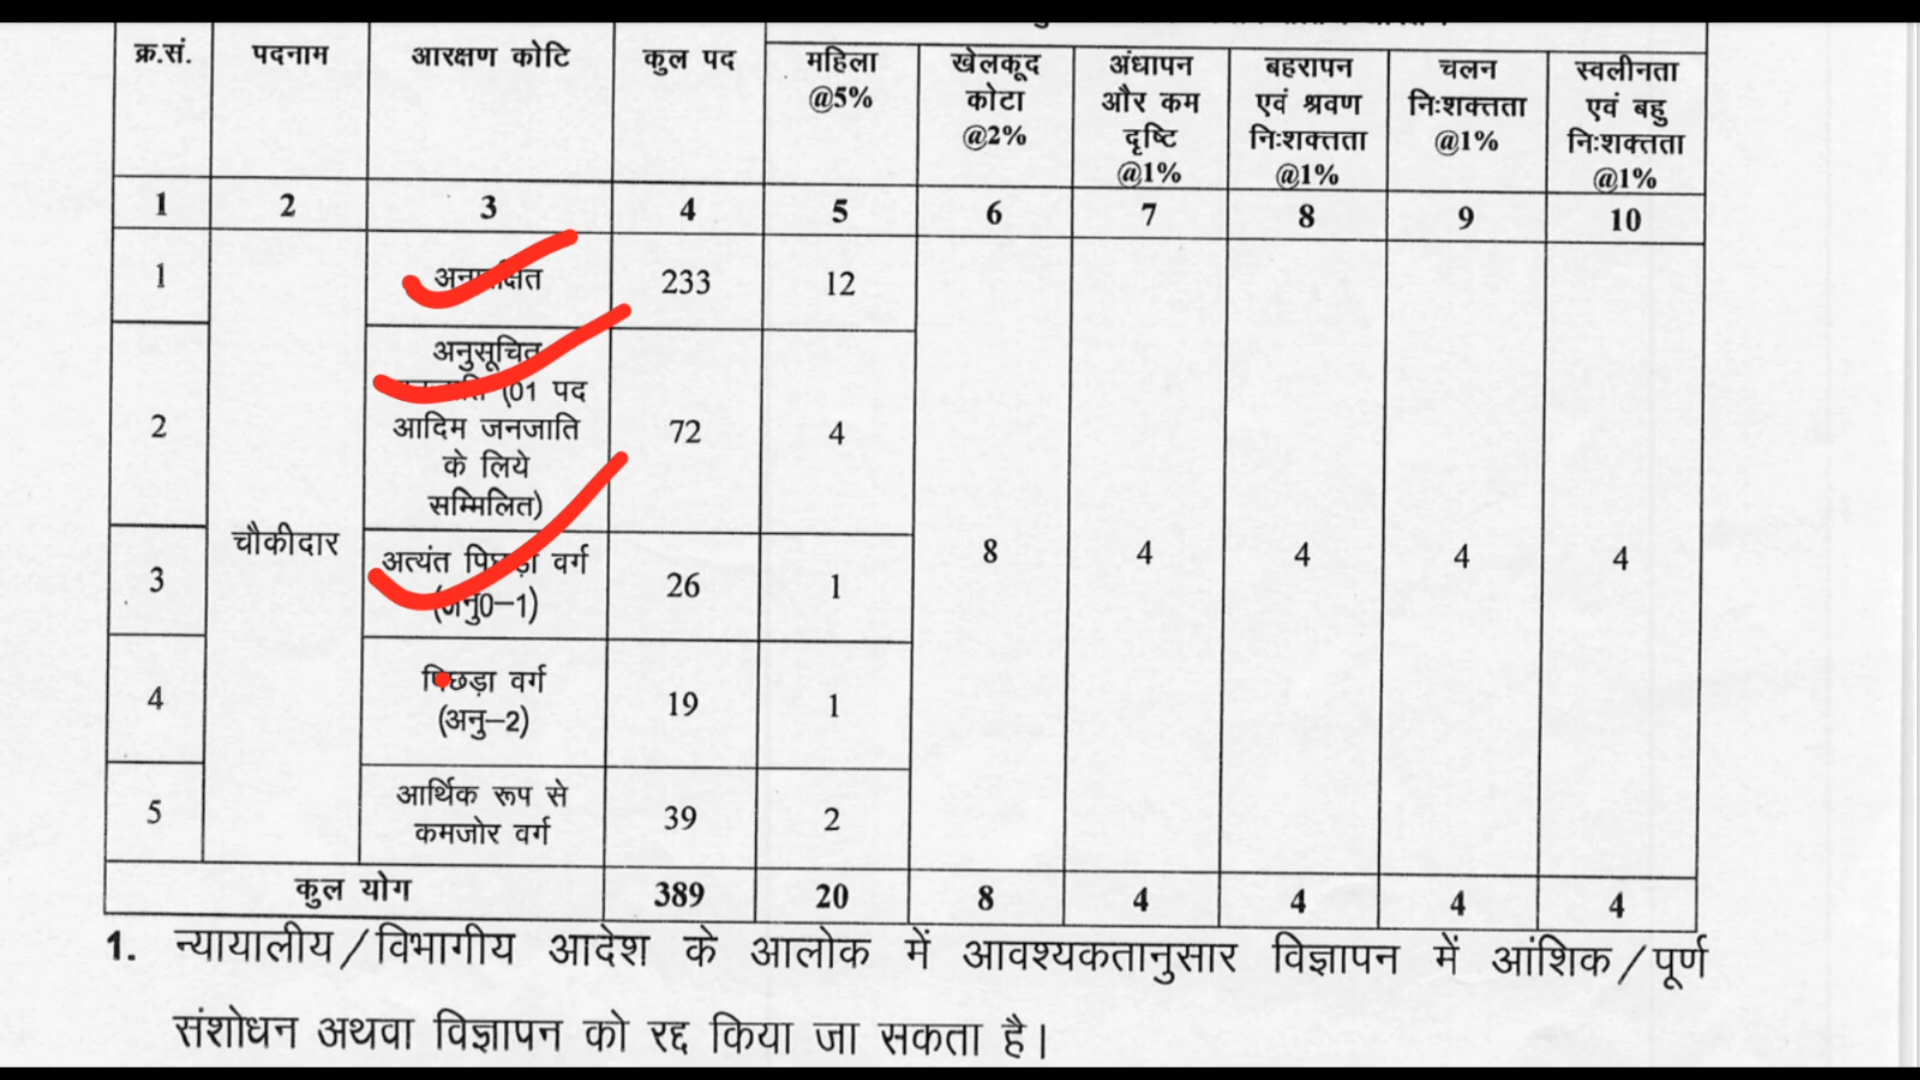 क्र.सं. पदनाम आरक्षण कोटि कुल पद महिला @5% खेलकूद कोटा @2% अंधापन और कम दृष्टि @1% बहरापन एवं श्रवण निःशक्तता @1% चलन निःशक्तता @1% स्वलीनता एवं बहु निःशक्तता @1%
1 2 3 4 5 6 7 8 9 10
1 233 12
2 अनुसूचित
(01 पद
आदिम जनजाति 72 4
के लिये
सम्मिलित)
चौकीदार
3 अत्यंत पिछड़ा वर्ग 26 1 8 4 4 4 4
(अनु0–1)
4 पिछड़ा वर्ग 19 1
(अनु–2)
5 आर्थिक रूप से 39 2
कमजोर वर्ग
कुल योग 389 20 8 4 4 4 4
1. न्यायालीय/विभागीय आदेश के आलोक में आवश्यकतानुसार विज्ञापन में आंशिक/पूर्ण
संशोधन अथवा विज्ञापन को रद्द किया जा सकता है।